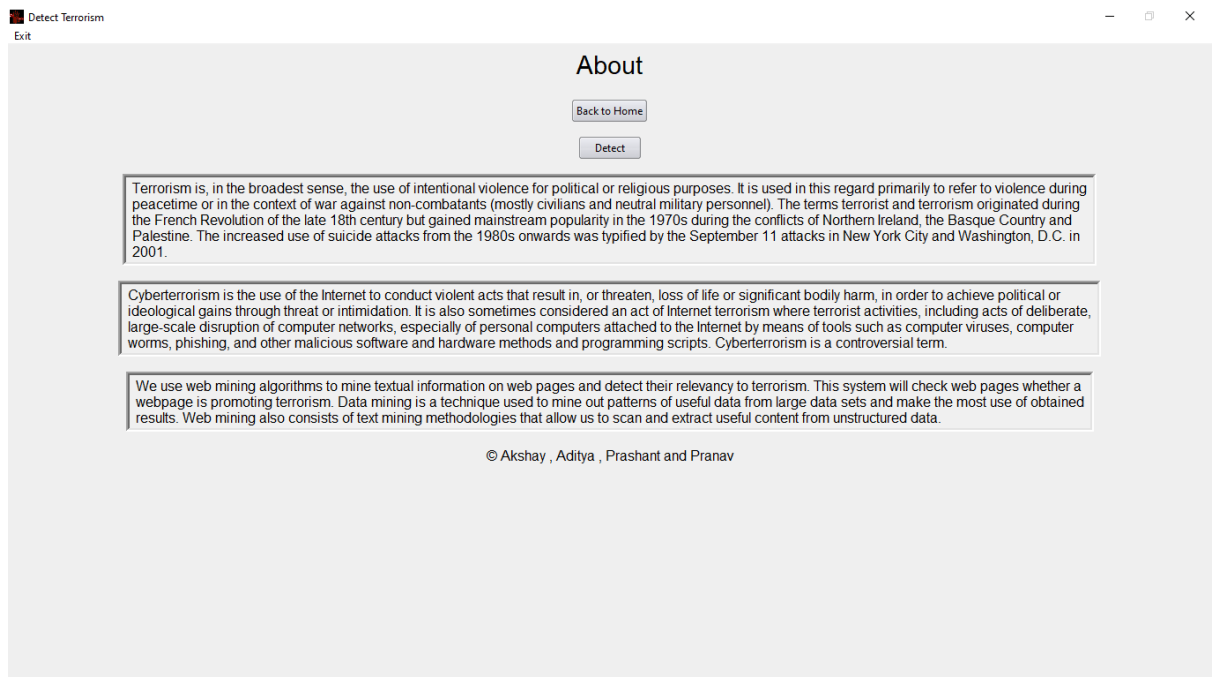 Detect Terrorism
Exit
About
Back to Home
Detect
Terrorism is, in the broadest sense, the use of intentional violence for political or religious purposes. It is used in this regard primarily to refer to violence during
peacetime or in the context of war against non-combatants (mostly civilians and neutral military personnel). The terms terrorist and terrorism originated during
the French Revolution of the late 18th century but gained mainstream popularity in the 1970s during the conflicts of Northern Ireland, the Basque Country and
Palestine. The increased use of suicide attacks from the 1980s onwards was typified by the September 11 attacks in New York City and Washington, D.C. in
2001.
Cyberterrorism is the use of the Internet to conduct violent acts that result in, or threaten, loss of life or significant bodily harm, in order to achieve political or
ideological gains through threat or intimidation. It is also sometimes considered an act of Internet terrorism where terrorist activities, including acts of deliberate,
large-scale disruption of computer networks, especially of personal computers attached to the Internet by means of tools such as computer viruses, computer
worms, phishing, and other malicious software and hardware methods and programming scripts. Cyberterrorism is a controversial term.
We use web mining algorithms to mine textual information on web pages and detect their relevancy to terrorism. This system will check web pages whether a
webpage is promoting terrorism. Data mining is a technique used to mine out patterns of useful data from large data sets and make the most use of obtained
results. Web mining also consists of text mining methodologies that allow us to scan and extract useful content from unstructured data.
© Akshay , Aditya , Prashant and Pranav